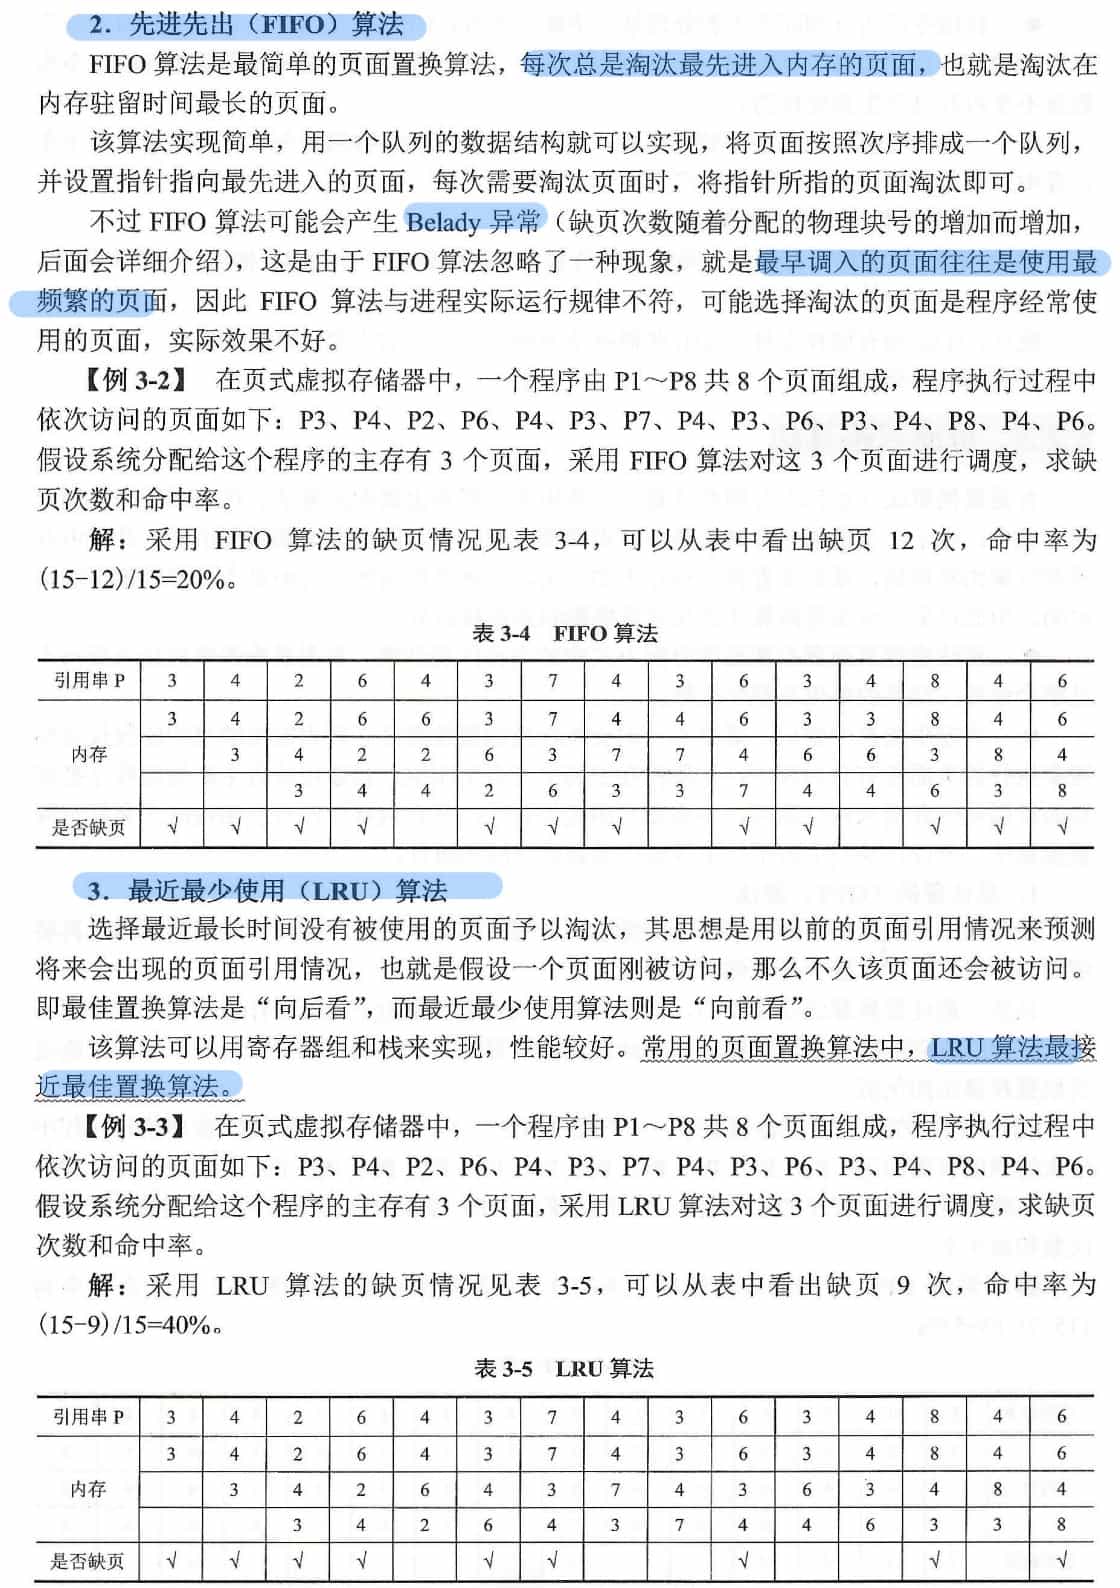 2．先进先出（FIFO）算法
FIFO 算法是最简单的页面置换算法，每次总是淘汰最先进入内存的页面，也就是淘汰在
内存驻留时间最长的页面。
该算法实现简单，用一个队列的数据结构就可以实现，将页面按照次序排成一个队列，
并设置指针指向最先进入的页面，每次需要淘汰页面时，将指针所指的页面淘汰即可。
不过 FIFO 算法可能会产生 Belady 异常（缺页次数随着分配的物理块号的增加而增加，
后面会详细介绍），这是由于 FIFO 算法忽略了一种现象，就是最早调入的页面往往是使用最
频繁的页面，因此 FIFO 算法与进程实际运行规律不符，可能选择淘汰的页面是程序经常使
用的页面，实际效果不好。
【例 3-2】 在页式虚拟存储器中，一个程序由 P1～P8 共 8 个页面组成，程序执行过程中
依次访问的页面如下：P3、P4、P2、P6、P4、P3、P7、P4、P3、P6、P3、P4、P8、P4、P6。
假设系统分配给这个程序的主存有 3 个页面，采用 FIFO 算法对这 3 个页面进行调度，求缺
页次数和命中率。
解：采用 FIFO 算法的缺页情况见表 3-4，可以从表中看出缺页 12 次，命中率为
(15-12)/15=20%。
表 3-4 FIFO 算法
引用串 P 3 4 2 6 4 3 7 4 3 6 3 4 8 4 6
3 4 2 6 6 3 7 4 4 6 3 3 8 4 6
内存 3 4 2 2 6 3 7 7 4 6 6 3 8 4
3 4 4 2 6 3 3 7 4 4 6 3 8
是否缺页 √ √ √ √ √ √ √ √ √ √ √ √
3．最近最少使用（LRU）算法
选择最近最长时间没有被使用的页面予以淘汰，其思想是用以前的页面引用情况来预测
将来会出现的页面引用情况，也就是假设一个页面刚被访问，那么不久该页面还会被访问。
即最佳置换算法是“向后看”，而最近最少使用算法则是“向前看”。
该算法可以用寄存器组和栈来实现，性能较好。常用的页面置换算法中，LRU 算法最接
近最佳置换算法。
【例 3-3】 在页式虚拟存储器中，一个程序由 P1～P8 共 8 个页面组成，程序执行过程中
依次访问的页面如下：P3、P4、P2、P6、P4、P3、P7、P4、P3、P6、P3、P4、P8、P4、P6。
假设系统分配给这个程序的主存有 3 个页面，采用 LRU 算法对这 3 个页面进行调度，求缺页
次数和命中率。
解：采用 LRU 算法的缺页情况见表 3-5，可以从表中看出缺页 9 次，命中率为
(15-9)/15=40%。
表 3-5 LRU 算法
引用串 P 3 4 2 6 4 3 7 4 3 6 3 4 8 4 6
3 4 2 6 4 3 7 4 3 6 3 4 8 4 6
内存 3 4 2 6 4 3 7 4 3 6 3 4 8 4
3 4 2 6 4 3 7 4 4 6 3 3 8
是否缺页 √ √ √ √ √ √ √ √ √